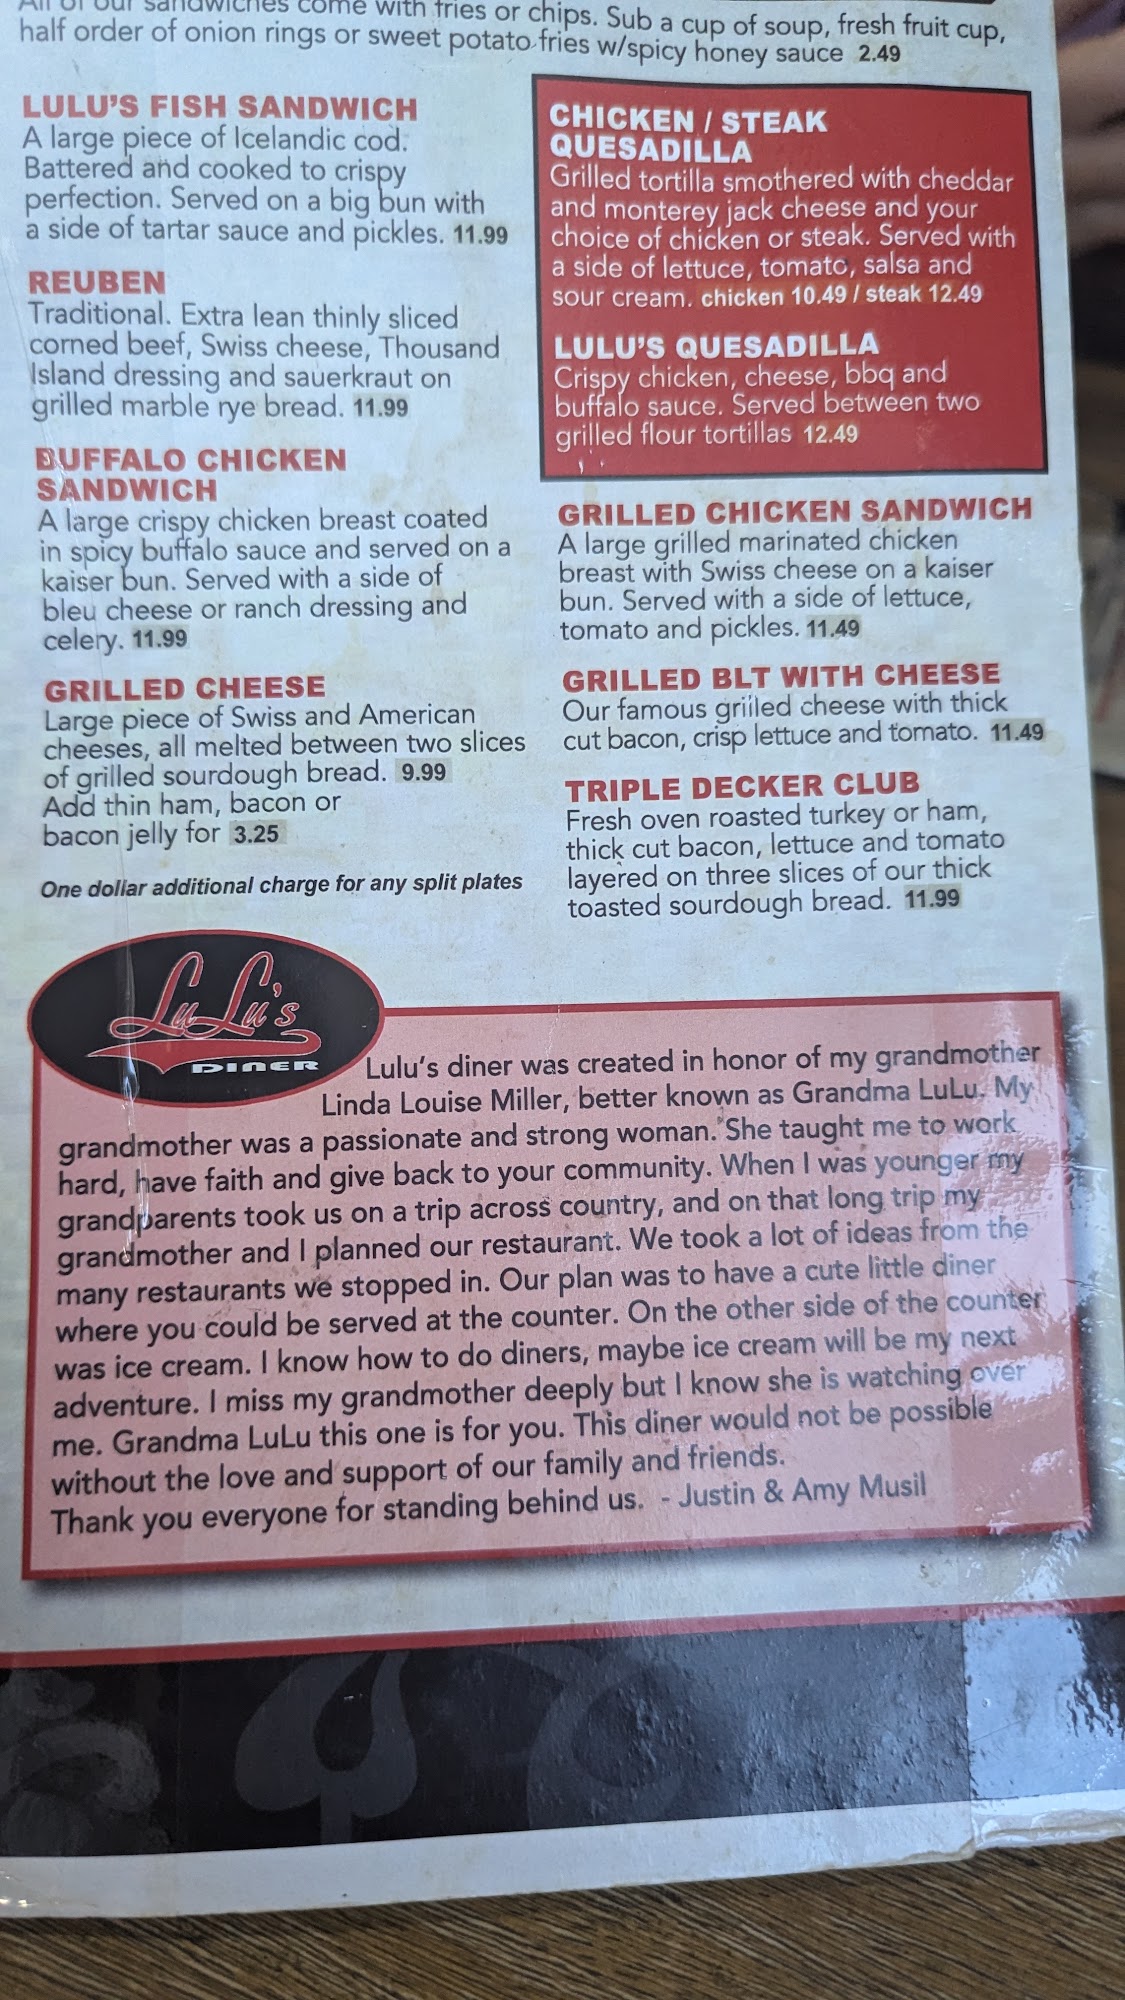 All of our sandwiches come with fries or chips. Sub a cup of soup, fresh fruit cup,
half order of onion rings or sweet potato fries w/spicy honey sauce 2.49
LULU'S FISH SANDWICH
A large piece of Icelandic cod.
Battered and cooked to crispy
perfection. Served on a big bun with
a side of tartar sauce and pickles. 11.99
REUBEN
Traditional. Extra lean thinly sliced
corned beef, Swiss cheese, Thousand
Island dressing and sauerkraut on
grilled marble rye bread. 11.99
BUFFALO CHICKEN
SANDWICH
A large crispy chicken breast coated
in spicy buffalo sauce and served on a
kaiser bun. Served with a side of
bleu cheese or ranch dressing and
celery. 11.99
GRILLED CHEESE
Large piece of Swiss and American
cheeses, all melted between two slices
of grilled sourdough bread. 9.99
Add thin ham, bacon or
bacon jelly for 3.25
One dollar additional charge for any split plates
CHICKEN / STEAK
QUESADILLA
Grilled tortilla smothered with cheddar
and monterey jack cheese and your
choice of chicken or steak. Served with
a side of lettuce, tomato, salsa and
sour cream. chicken 10.49 / steak 12.49
LULU'S QUESADILLA
Crispy chicken, cheese, bbq and
buffalo sauce. Served between two
grilled flour tortillas 12.49
GRILLED CHICKEN SANDWICH
A large grilled marinated chicken
breast with Swiss cheese on a kaiser
bun. Served with a side of lettuce,
tomato and pickles. 11.49
GRILLED BLT WITH CHEESE
Our famous grilled cheese with thick
cut bacon, crisp lettuce and tomato. 11.49
TRIPLE DECKER CLUB
Fresh oven roasted turkey or ham,
thick cut bacon, lettuce and tomato
layered on three slices of our thick
toasted sourdough bread. 11.99
LuLu's
DINER
Lulu's diner was created in honor of my grandmother
Linda Louise Miller, better known as Grandma LuLu. My
grandmother was a passionate and strong woman. She taught me to work
hard, have faith and give back to your community. When I was younger my
grandparents took us on a trip across country, and on that long trip my
grandmother and I planned our restaurant. We took a lot of ideas from the
many restaurants we stopped in. Our plan was to have a cute little diner
where you could be served at the counter. On the other side of the counter
was ice cream. I know how to do diners, maybe ice cream will be my next
adventure. I miss my grandmother deeply but I know she is watching over
me. Grandma LuLu this one is for you. This diner would not be possible
without the love and support of our family and friends.
Thank you everyone for standing behind us. - Justin & Amy Musil